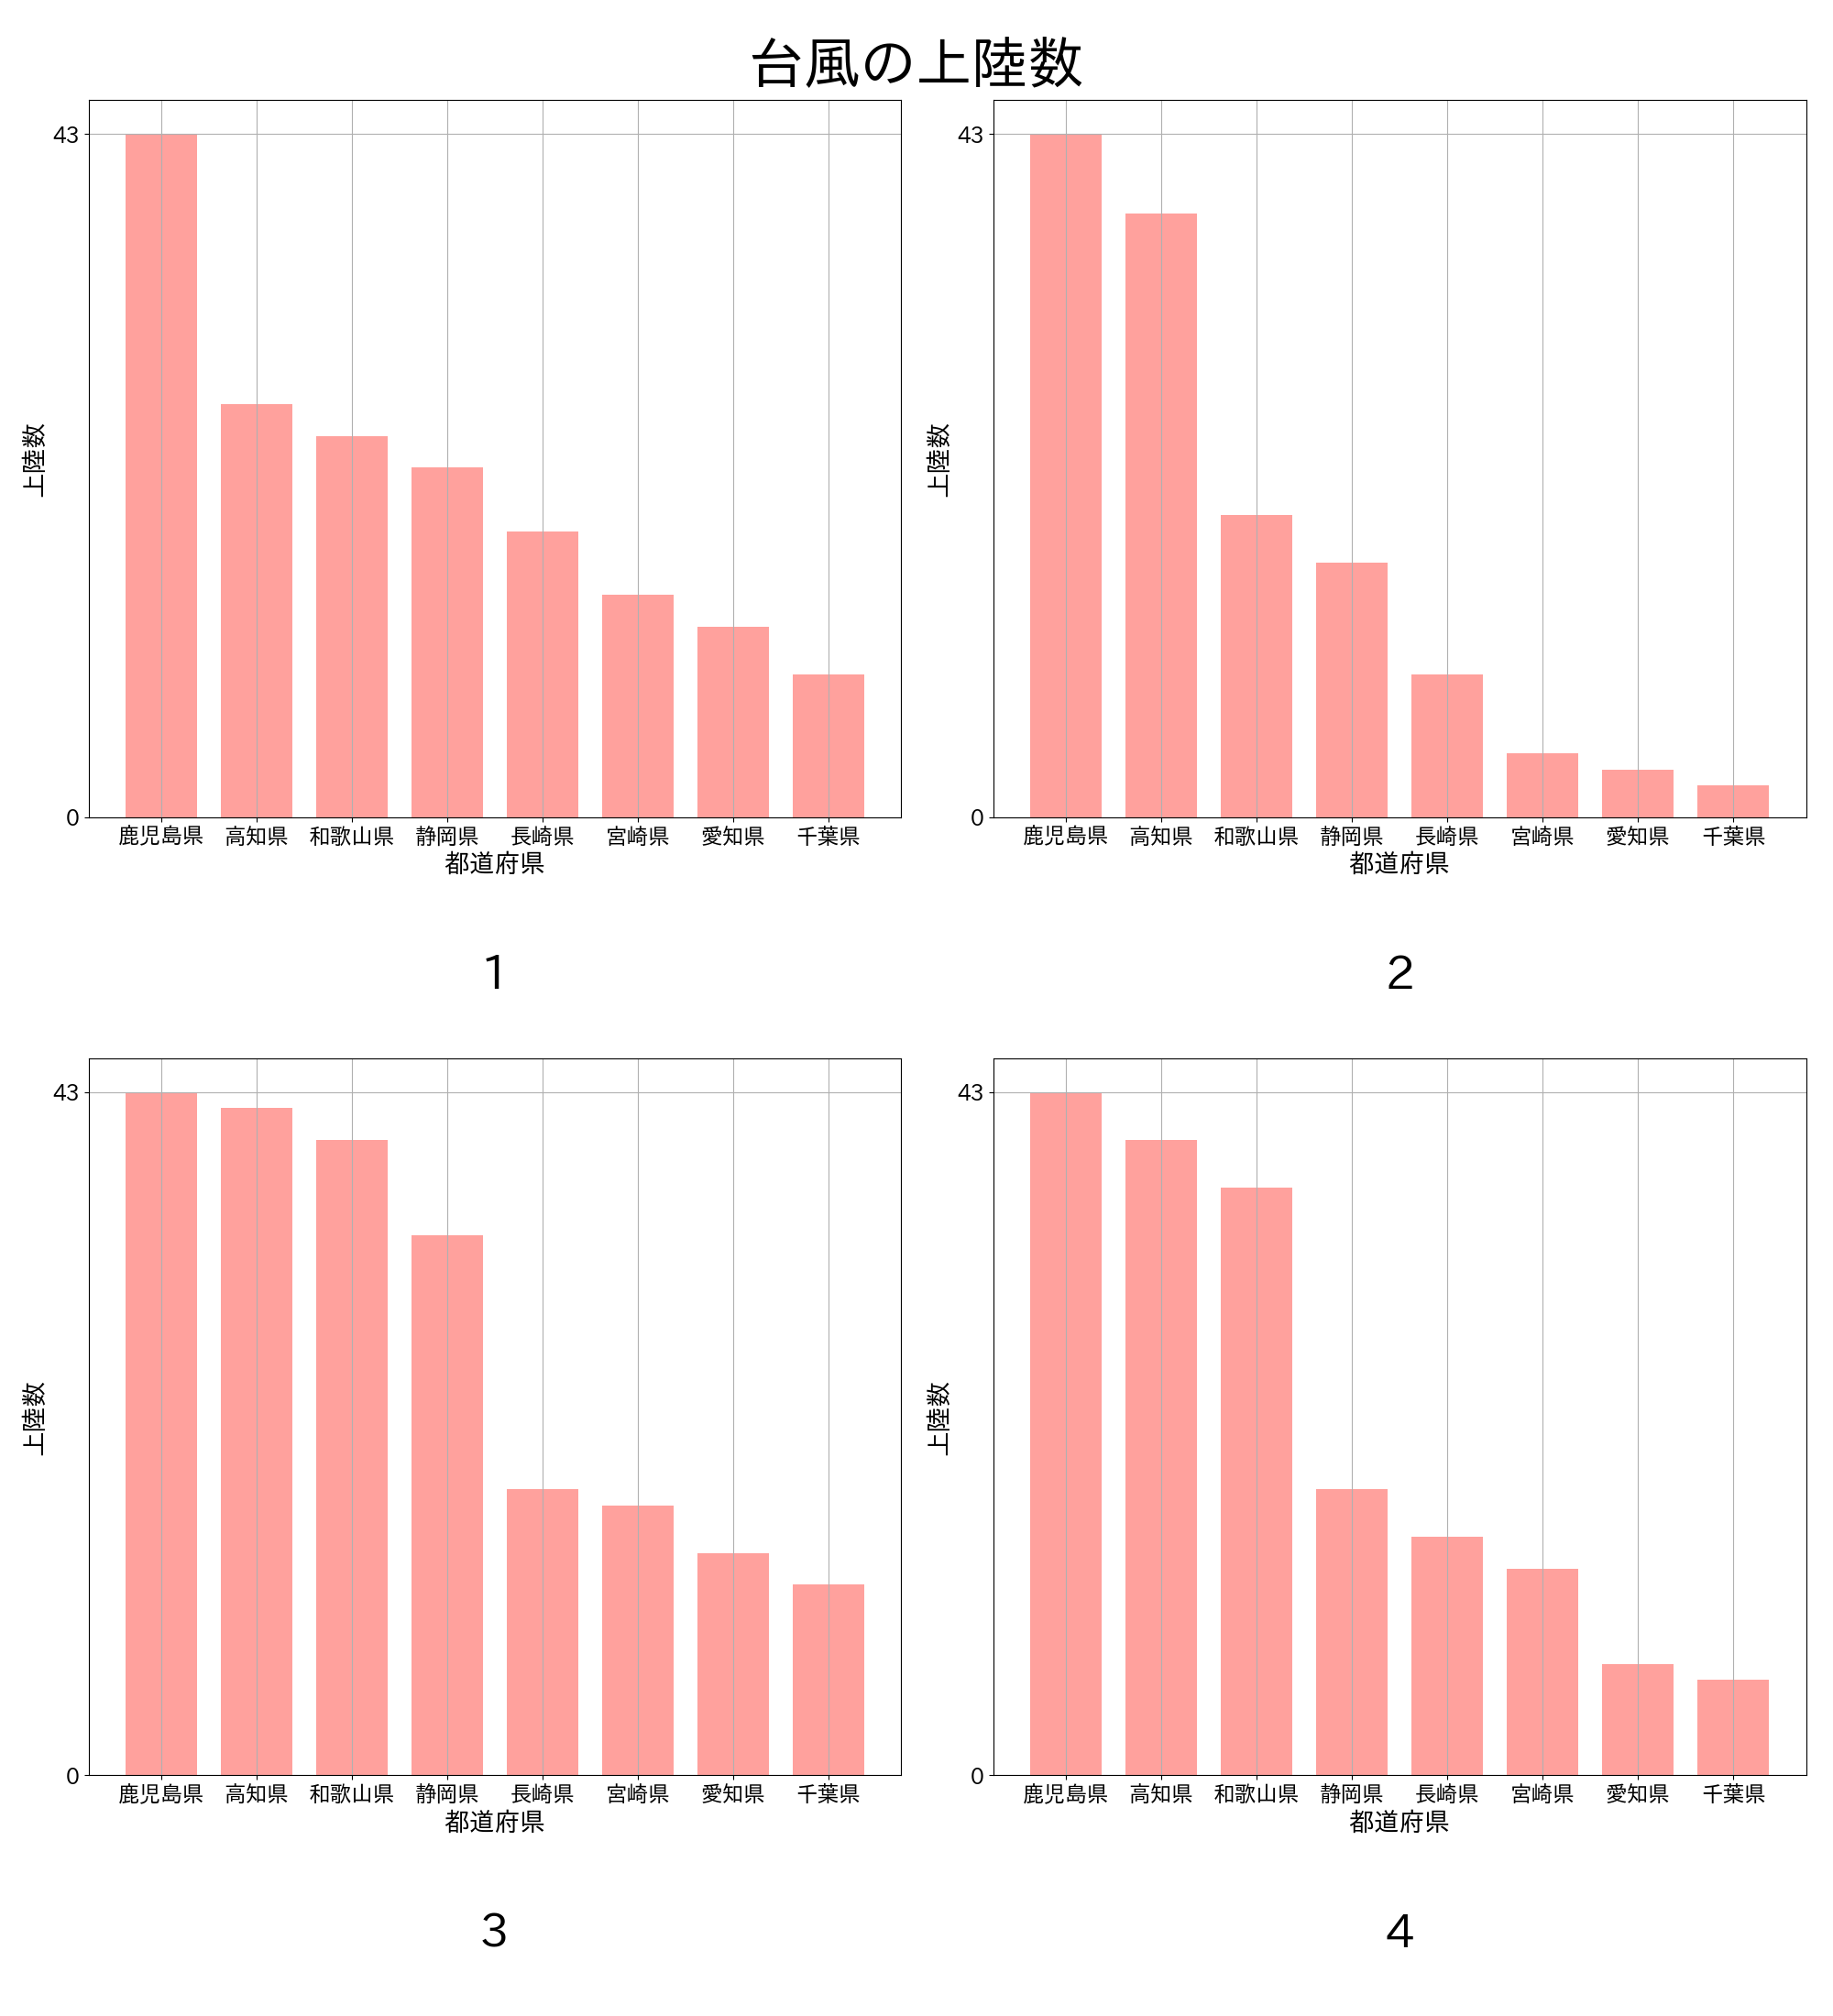 台風の上陸数
43
0
上陸数
鹿児島県 高知県 和歌山県 静岡県 長崎県 宮崎県 愛知県 千葉県
都道府県
1
43
0
上陸数
鹿児島県 高知県 和歌山県 静岡県 長崎県 宮崎県 愛知県 千葉県
都道府県
2
43
0
上陸数
鹿児島県 高知県 和歌山県 静岡県 長崎県 宮崎県 愛知県 千葉県
都道府県
3
43
0
上陸数
鹿児島県 高知県 和歌山県 静岡県 長崎県 宮崎県 愛知県 千葉県
都道府県
4